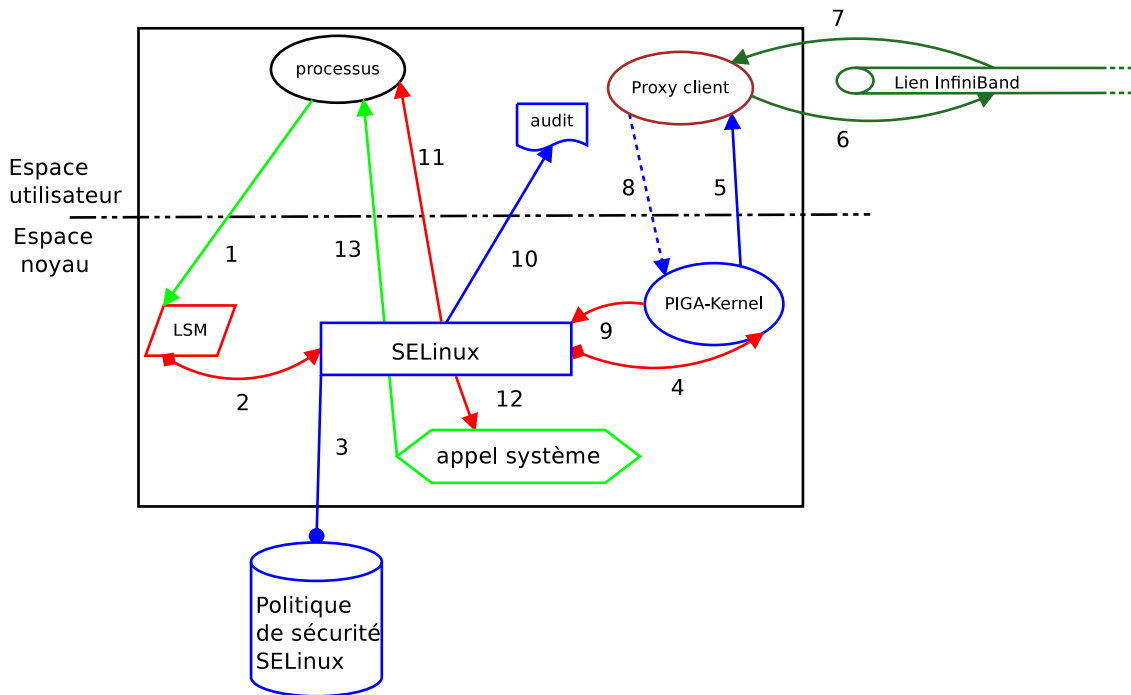 7
processus
Proxy client
Lien InfiniBand
audit
6
11
Espace
utilisateur
8
5
Espace
noyau
1
13
10
LSM
PIGA-Kernel
9
SELinux
2
4
12
3
appel système
Politique
de sécurité
SELinux